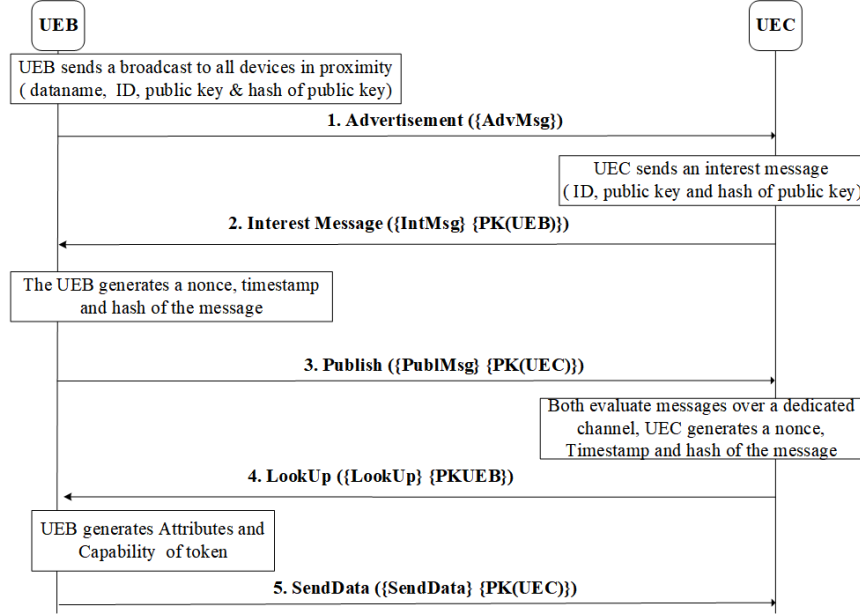 UEB
UEC
UEB sends a broadcast to all devices in proximity
( dataname, ID, public key & hash of public key)
1. Advertisement ({AdvMsg})
UEC sends an interest message
( ID, public key and hash of public key)
2. Interest Message ({IntMsg} {PK(UEB)})
The UEB generates a nonce, timestamp
and hash of the message
3. Publish ({PublMsg} {PK(UEC)})
Both evaluate messages over a dedicated
channel, UEC generates a nonce,
Timestamp and hash of the message
4. LookUp ({LookUp} {PKUEB})
UEB generates Attributes and
Capability of token
5. SendData ({SendData} {PK(UEC)})